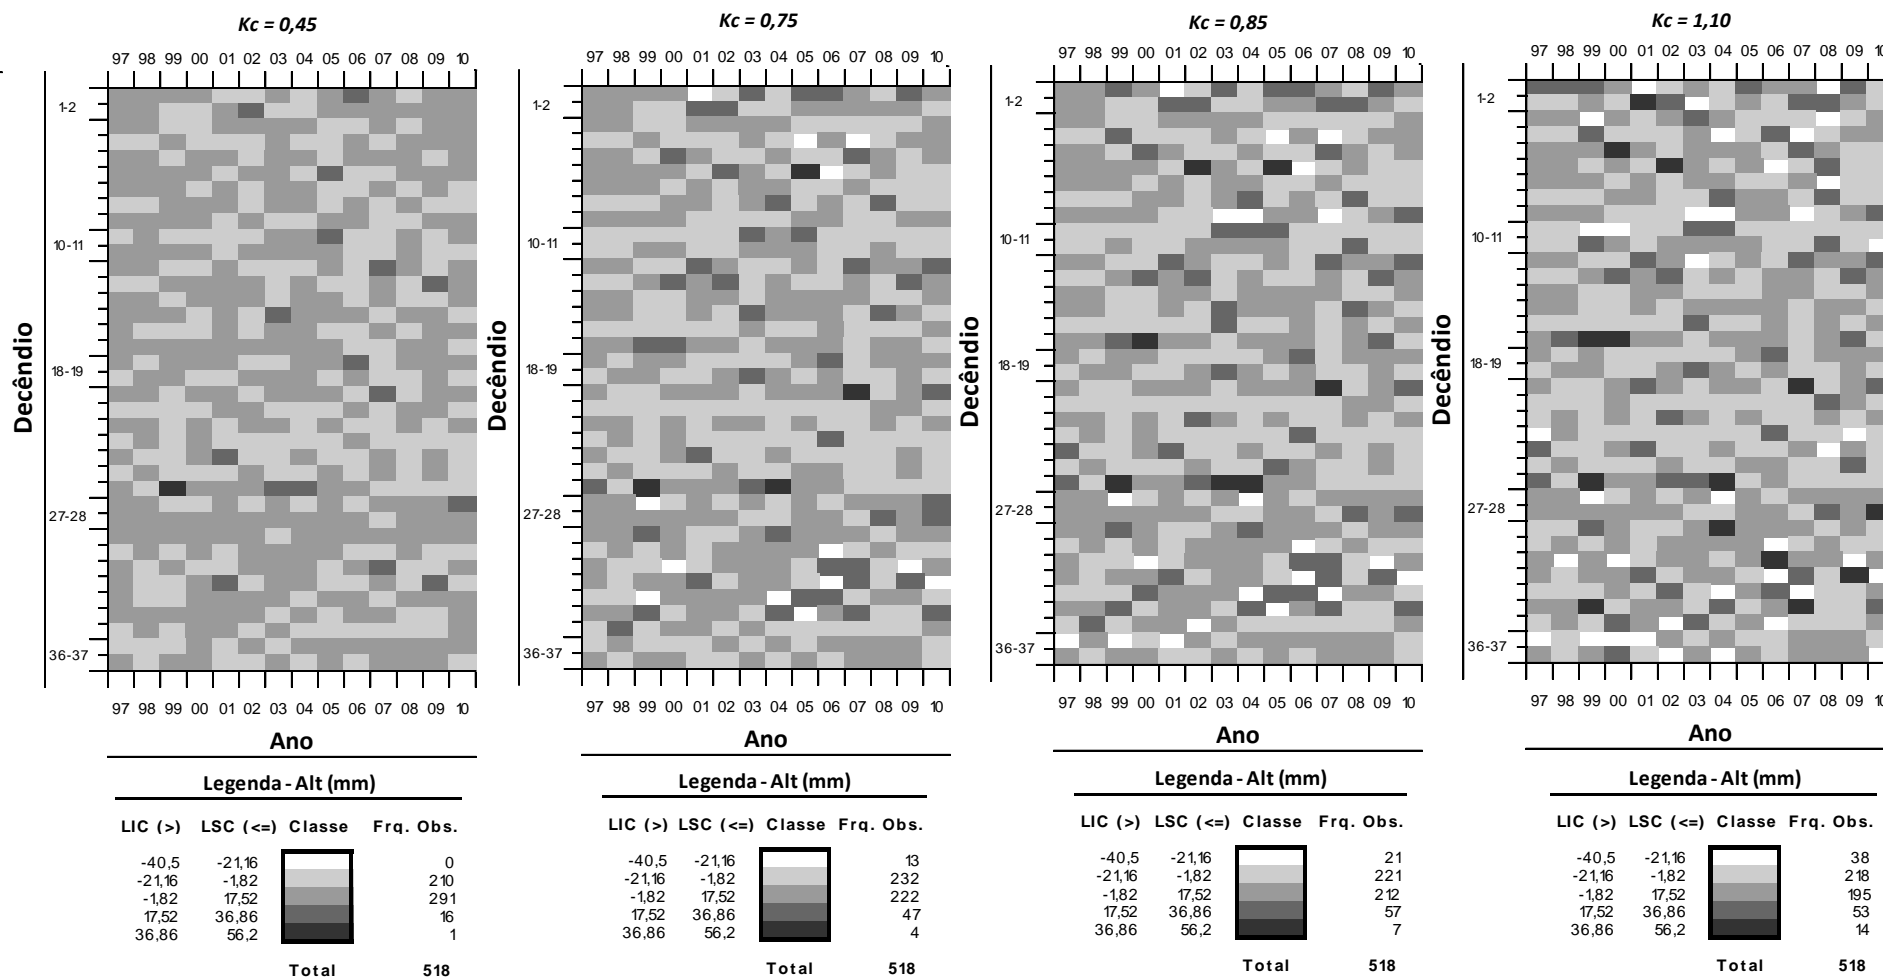 Kc = 0,45
97 98 99 00 01 02 03 04 05 06 07 08 09 10
Decêndio
1-2
10-11
18-19
27-28
36-37
97 98 99 00 01 02 03 04 05 06 07 08 09 10
Ano
Legenda - Alt (mm)
LIC (>) LSC (<=) Classe Frq. Obs.
-40,5 -21,16 0
-21,16 -1,82 210
-1,82 17,52 291
17,52 36,86 16
36,86 56,2 1
Total 518
Kc = 0,75
97 98 99 00 01 02 03 04 05 06 07 08 09 10
Decêndio
1-2
10-11
18-19
27-28
36-37
97 98 99 00 01 02 03 04 05 06 07 08 09 10
Ano
Legenda - Alt (mm)
LIC (>) LSC (<=) Classe Frq. Obs.
-40,5 -21,16 13
-21,16 -1,82 232
-1,82 17,52 222
17,52 36,86 47
36,86 56,2 4
Total 518
Kc = 0,85
97 98 99 00 01 02 03 04 05 06 07 08 09 10
Decêndio
1-2
10-11
18-19
27-28
36-37
97 98 99 00 01 02 03 04 05 06 07 08 09 10
Ano
Legenda - Alt (mm)
LIC (>) LSC (<=) Classe Frq. Obs.
-40,5 -21,16 21
-21,16 -1,82 221
-1,82 17,52 212
17,52 36,86 57
36,86 56,2 7
Total 518
Kc = 1,10
97 98 99 00 01 02 03 04 05 06 07 08 09 10
Decêndio
1-2
10-11
18-19
27-28
36-37
97 98 99 00 01 02 03 04 05 06 07 08 09 10
Ano
Legenda - Alt (mm)
LIC (>) LSC (<=) Classe Frq. Obs.
-40,5 -21,16 38
-21,16 -1,82 218
-1,82 17,52 195
17,52 36,86 53
36,86 56,2 14
Total 518